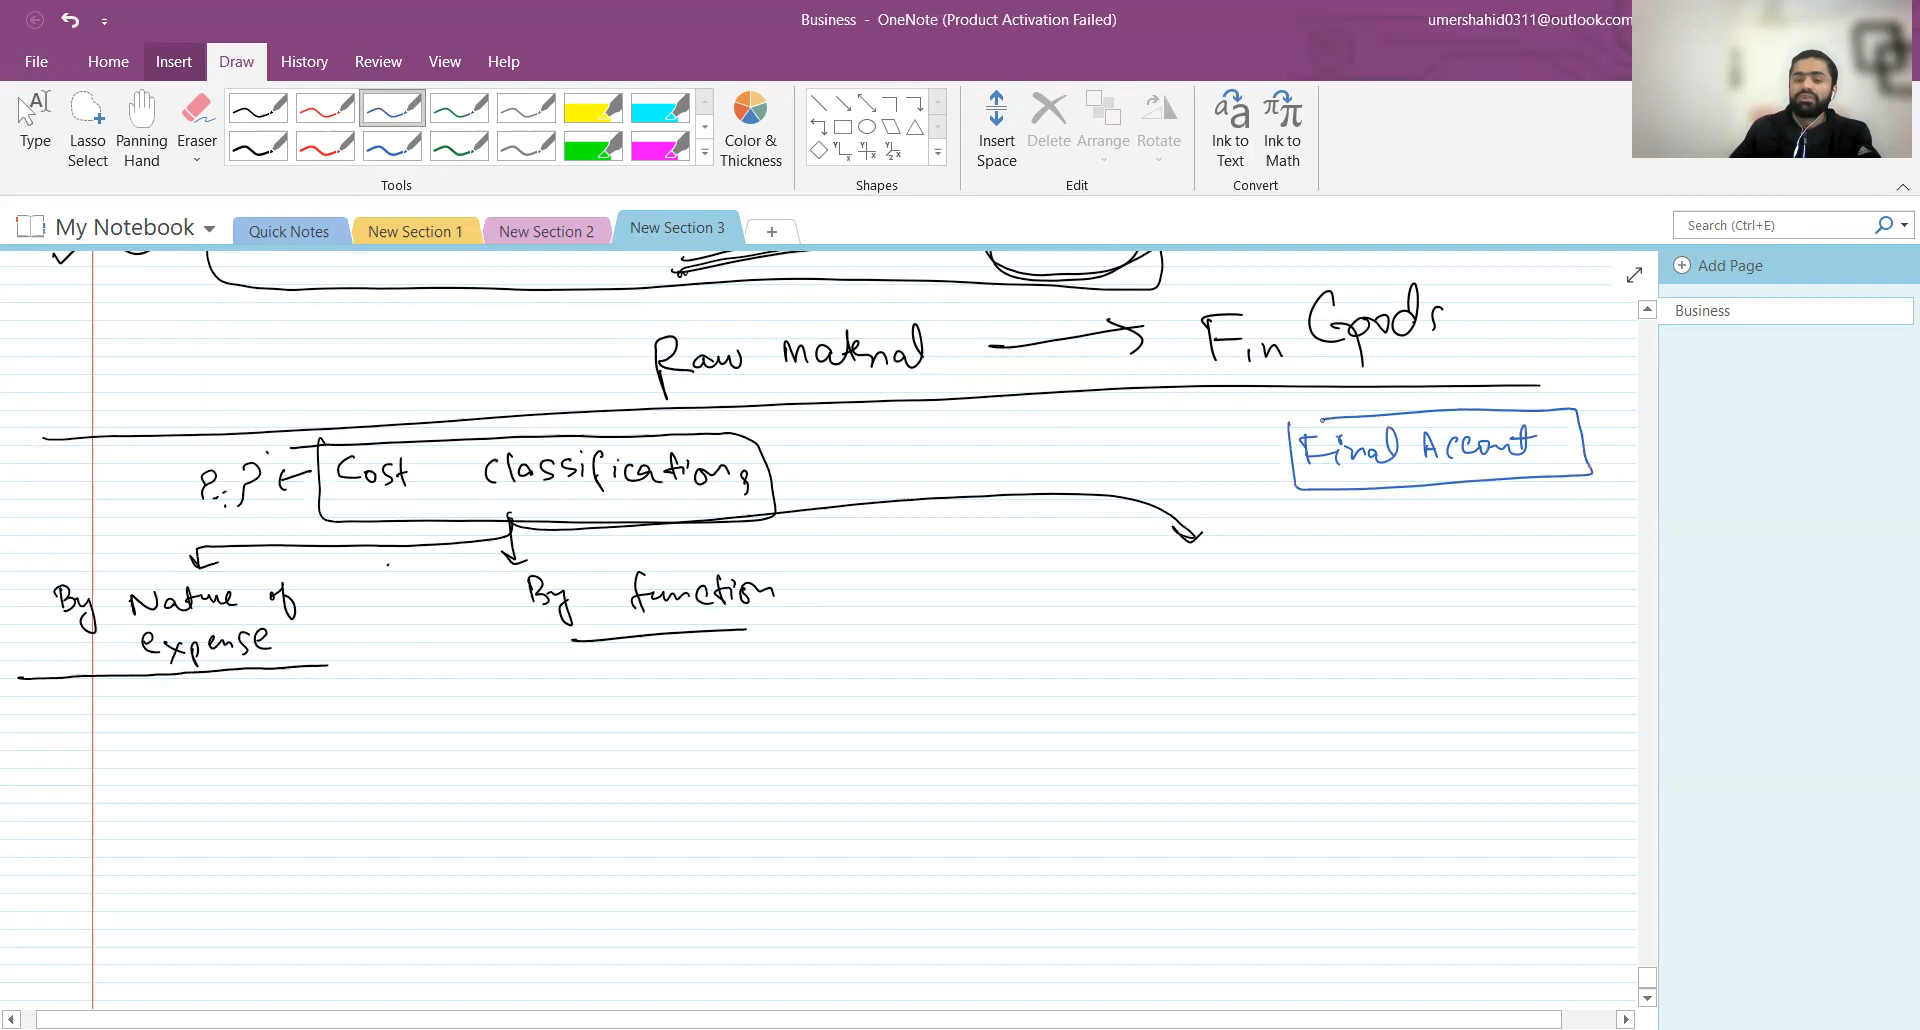 Business - OneNote (Product Activation Failed)
umershahid0311@outlook.com
File Home Insert Draw History Review View Help
Type
Lasso Select
Panning Hand
Eraser
Color & Thickness
Insert Space
Delete
Arrange
Rotate
Ink to Text
Ink to Math
Tools
Shapes
Edit
Convert
My Notebook
Quick Notes
New Section 1
New Section 2
New Section 3
Search (Ctrl+E)
Add Page
Business
Raw Material → Fin Goods
Final Account
?? ← Cost Classifications
By Nature of
expense
By function